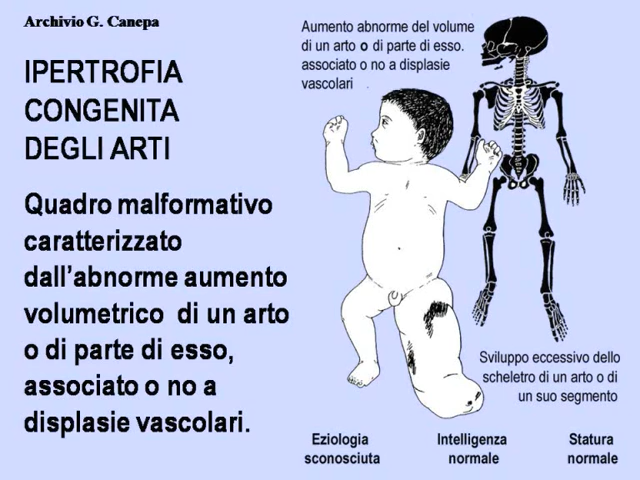 Archivio G. Canepa
IPERTROFIA
CONGENITA
DEGLI ARTI
Quadro malformativo
caratterizzato
dall'abnorme aumento
volumetrico di un arto
o di parte di esso,
associato o no a
displasie vascolari.
Aumento abnorme del volume
di un arto o di parte di esso.
associato o no a displasie
vascolari
Sviluppo eccessivo dello
scheletro di un arto o di
un suo segmento
Eziologia
sconosciuta
Intelligenza
normale
Statura
normale